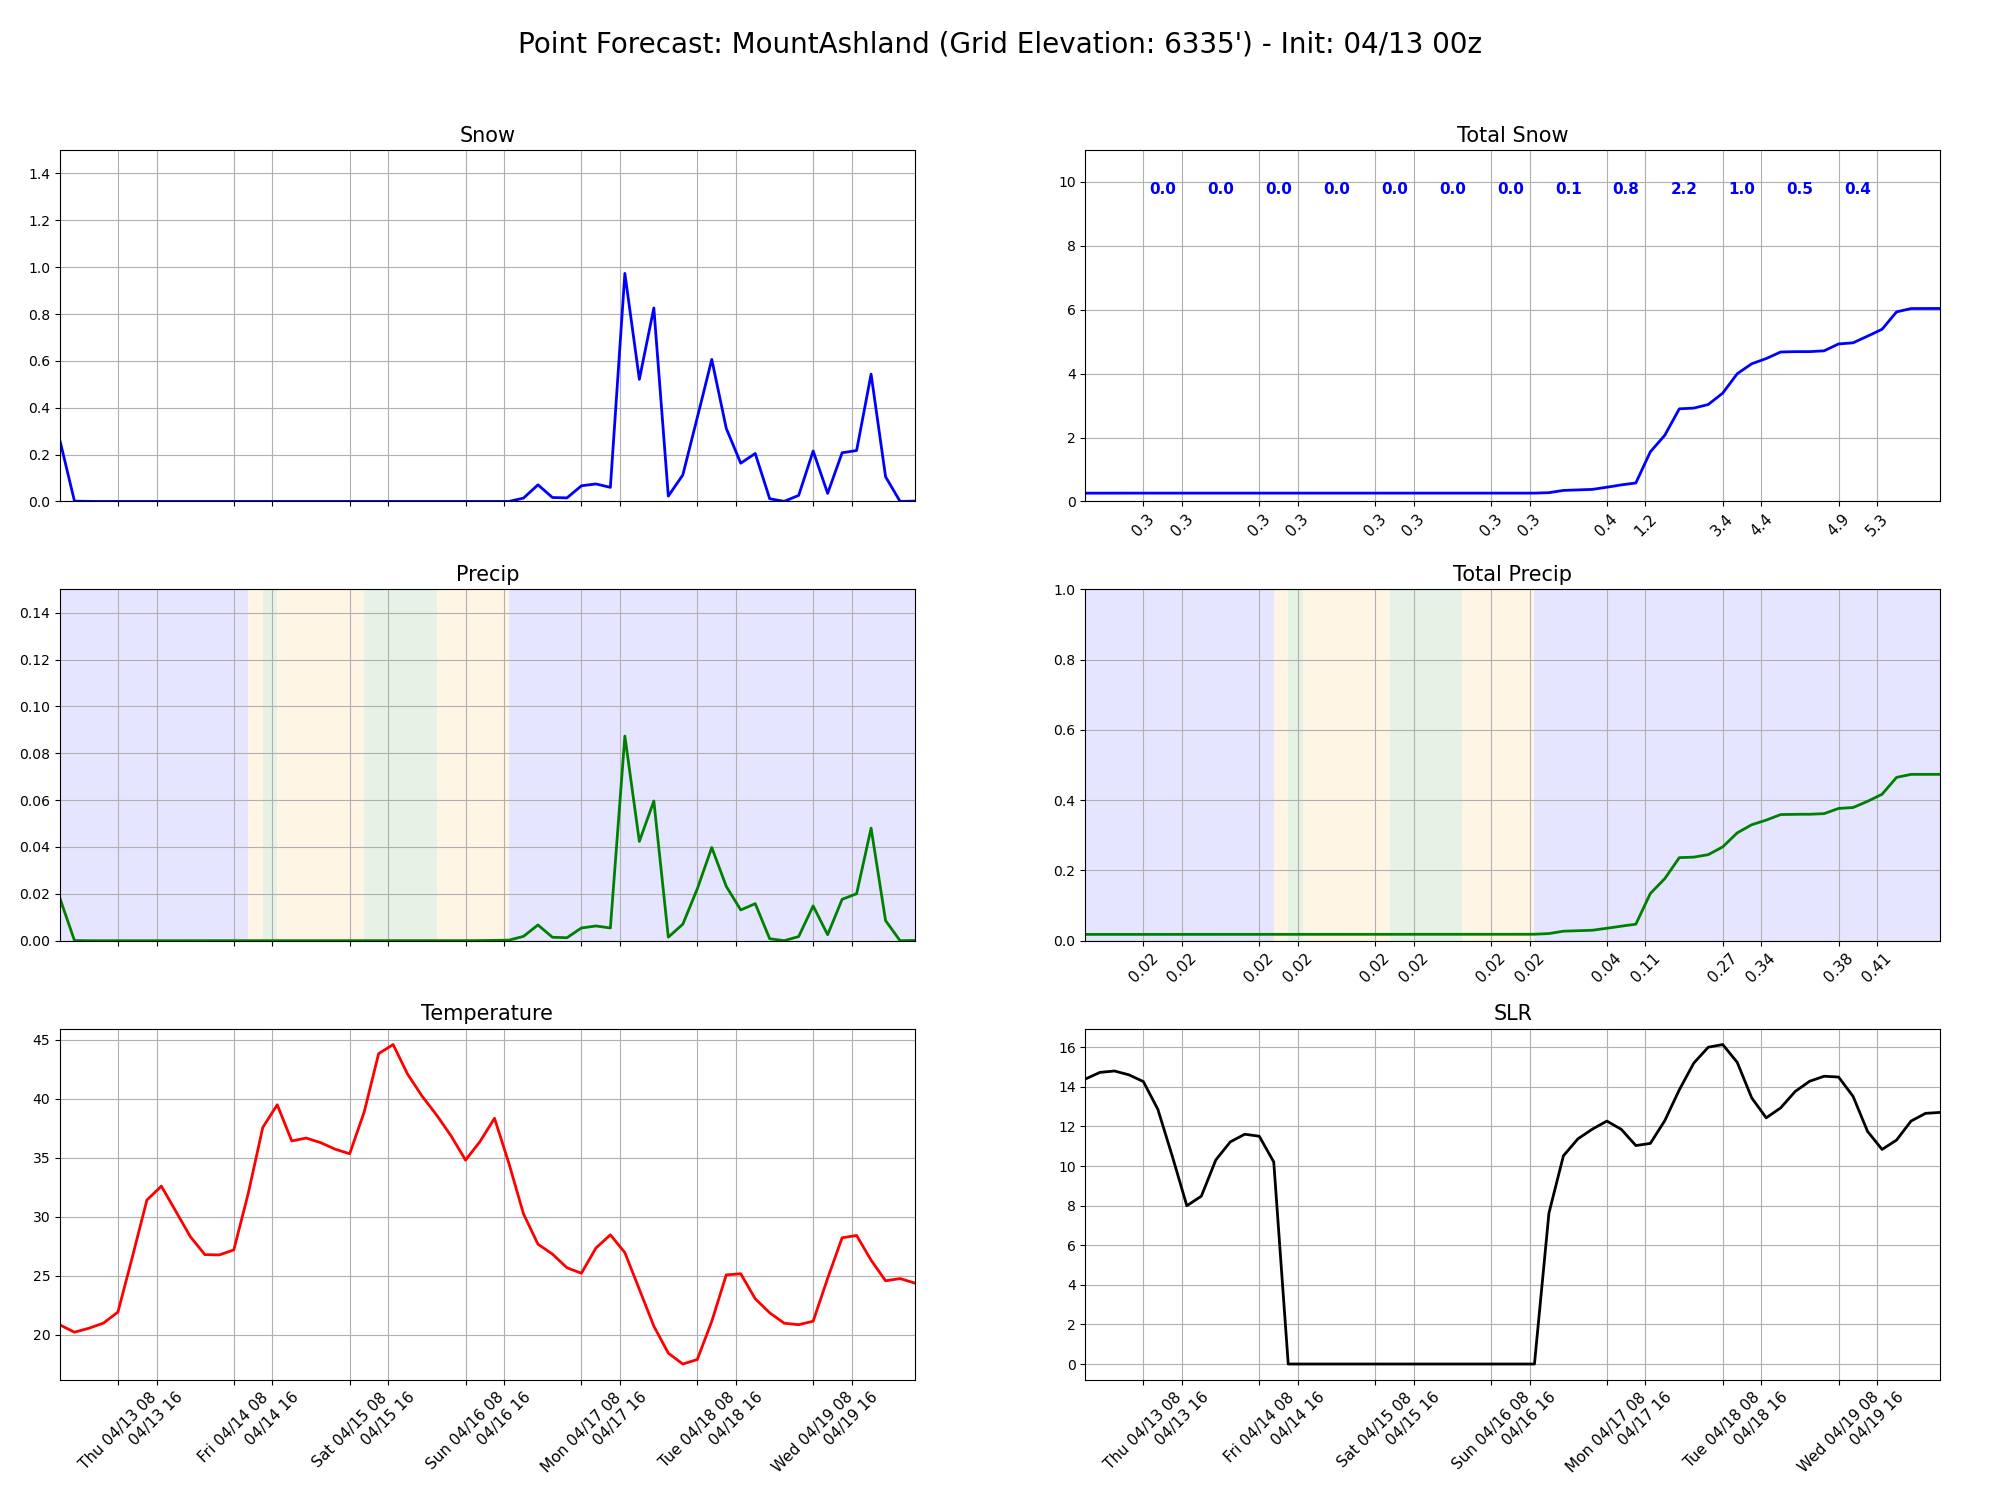 Point Forecast: MountAshland (Grid Elevation: 6335') - Init: 04/13 00z
Snow
1.4
1.2
1.0
0.8
0.6
0.4
0.2
0.0
Total Snow
10
8
6
4
2
0
0.0 0.0 0.0 0.0 0.0 0.0 0.0 0.1 0.8 2.2 1.0 0.5 0.4
0.3 0.3 0.3 0.3 0.3 0.3 0.3 0.3 0.4 1.2 3.4 4.4 4.9 5.3
Precip
0.14
0.12
0.10
0.08
0.06
0.04
0.02
0.00
Total Precip
1.0
0.8
0.6
0.4
0.2
0.0
0.02 0.02 0.02 0.02 0.02 0.02 0.02 0.02 0.04 0.11 0.27 0.34 0.38 0.41
Temperature
45
40
35
30
25
20
Thu 04/13 08
04/13 16
Fri 04/14 08
04/14 16
Sat 04/15 08
04/15 16
Sun 04/16 08
04/16 16
Mon 04/17 08
04/17 16
Tue 04/18 08
04/18 16
Wed 04/19 08
04/19 16
SLR
16
14
12
10
8
6
4
2
0
Thu 04/13 08
04/13 16
Fri 04/14 08
04/14 16
Sat 04/15 08
04/15 16
Sun 04/16 08
04/16 16
Mon 04/17 08
04/17 16
Tue 04/18 08
04/18 16
Wed 04/19 08
04/19 16